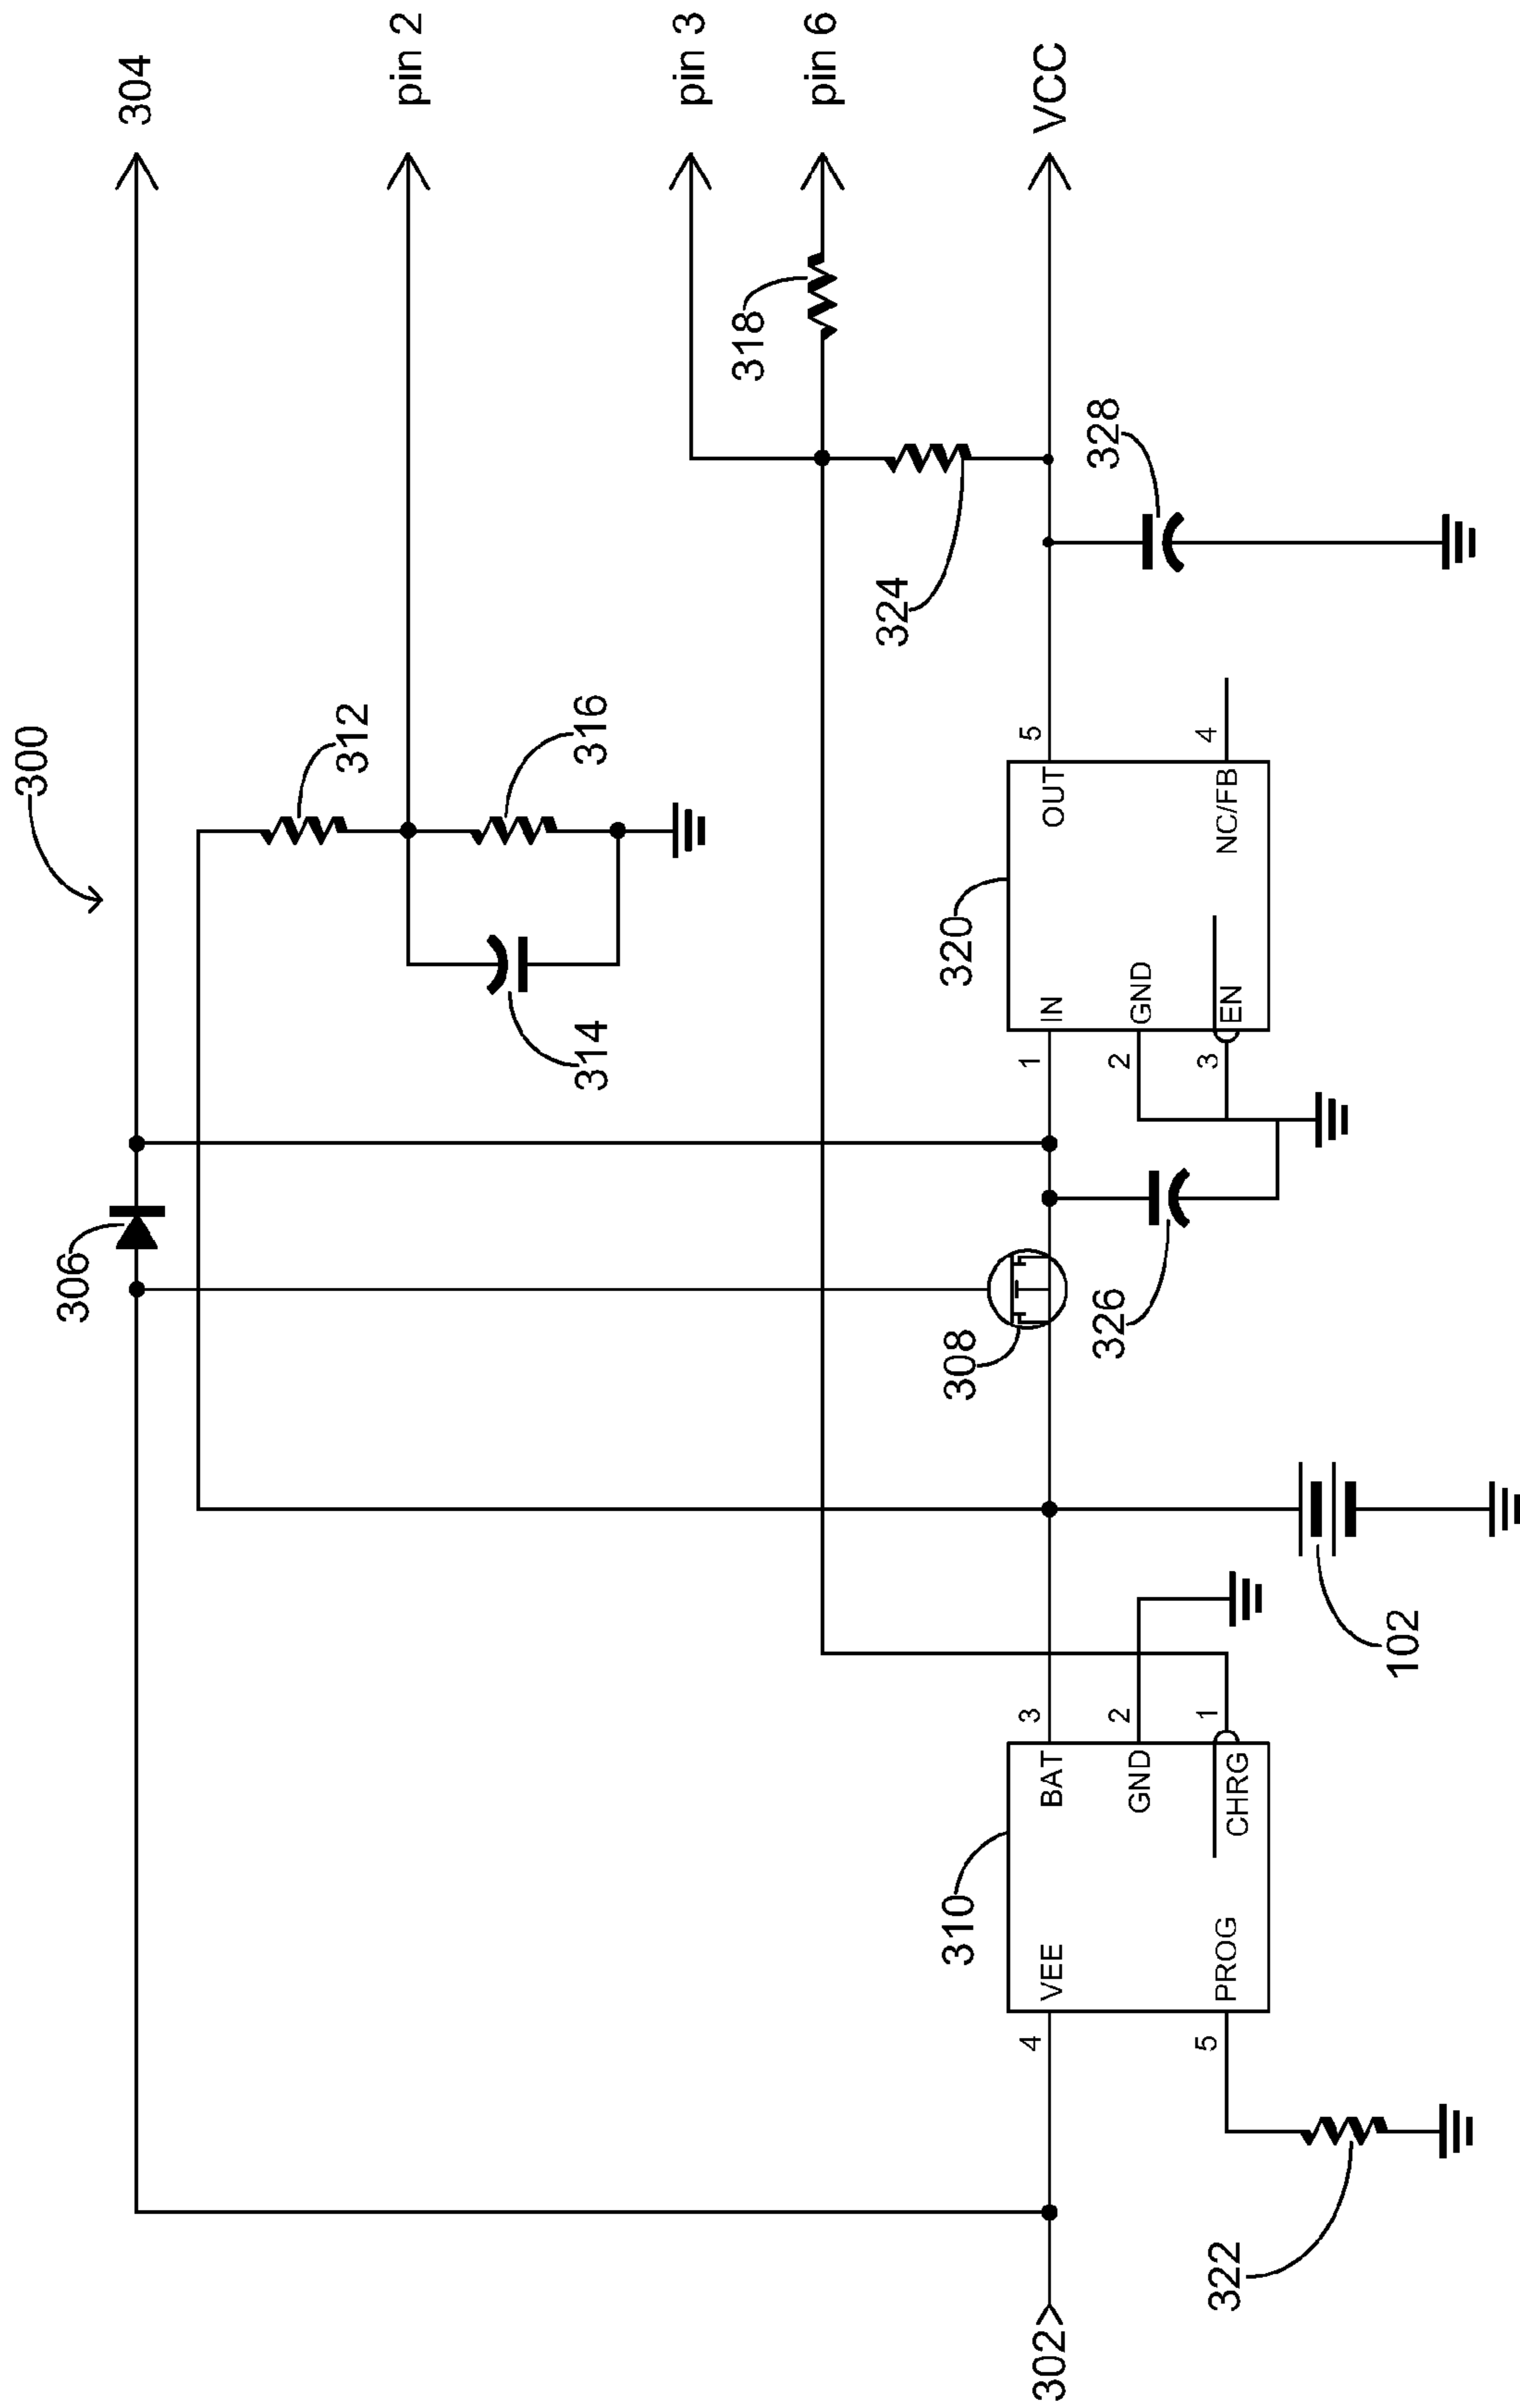 300
304
306
312
pin 2
316
314
pin 3
318
pin 6
324
VCC
328
308
326
320
IN
1
GND
2
EN
3
OUT
5
NC/FB
4
310
VEE
4
PROG
5
BAT
3
GND
2
CHRG
1
302
322
102